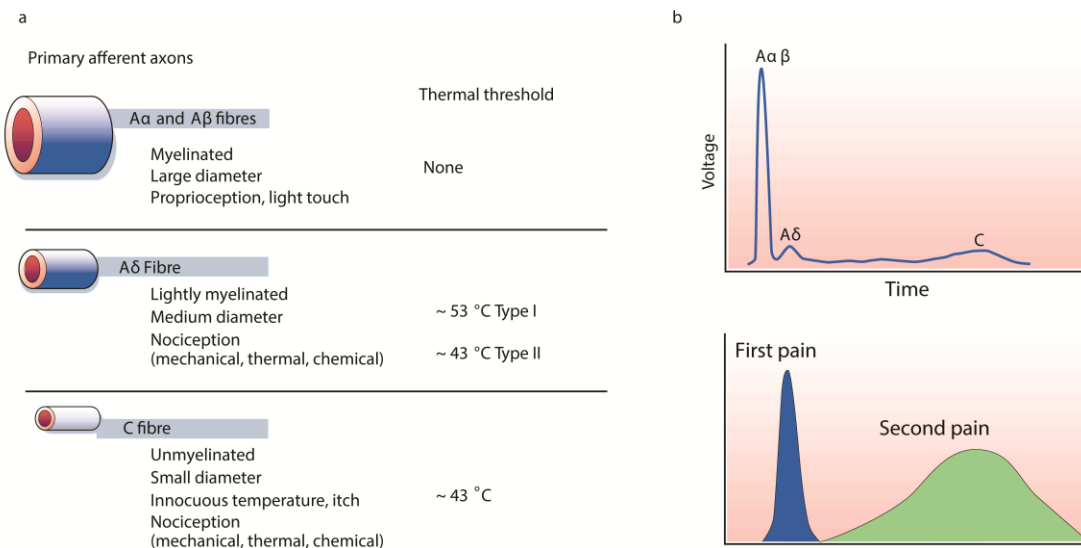 a
Primary afferent axons
Thermal threshold
Aα and Aβ fibres
Myelinated
Large diameter
Proprioception, light touch
None
Aδ Fibre
Lightly myelinated
Medium diameter
Nociception
(mechanical, thermal, chemical)
~ 53 °C Type I
~ 43 °C Type II
C fibre
Unmyelinated
Small diameter
Innocuous temperature, itch
Nociception
(mechanical, thermal, chemical)
~ 43 °C
b
Aα β
Aδ
C
Voltage
Time
First pain
Second pain